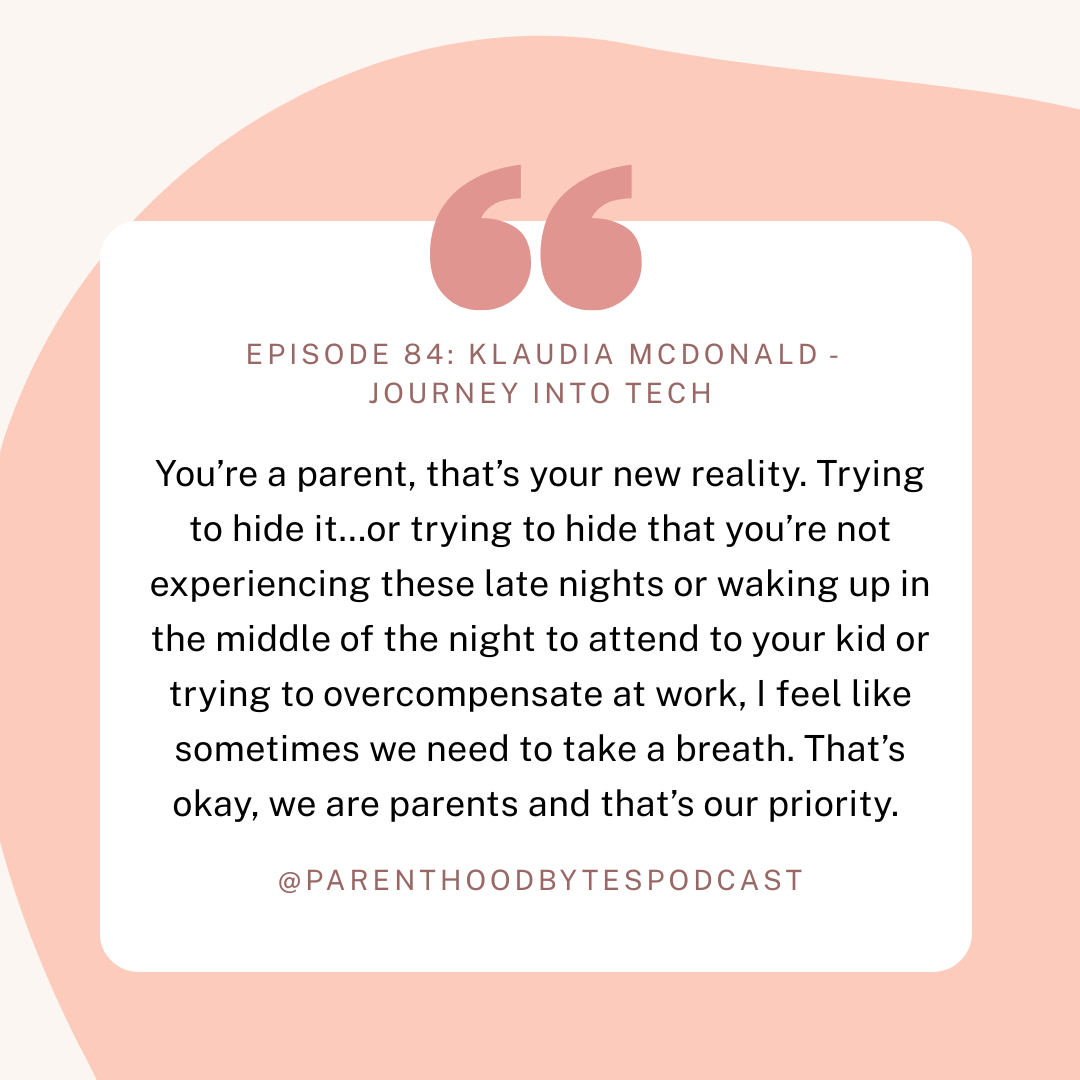 EPISODE 84: KLAUDIA MCDONALD -
JOURNEY INTO TECH
You’re a parent, that’s your new reality. Trying
to hide it...or trying to hide that you’re not
experiencing these late nights or waking up in
the middle of the night to attend to your kid or
trying to overcompensate at work, I feel like
sometimes we need to take a breath. That’s
okay, we are parents and that’s our priority.
@PARENTHOODBYTESPODCAST